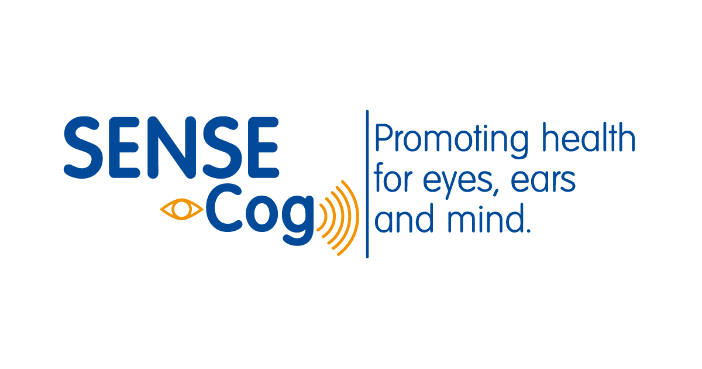 SENSE
Cog
Promoting health
for eyes, ears
and mind.